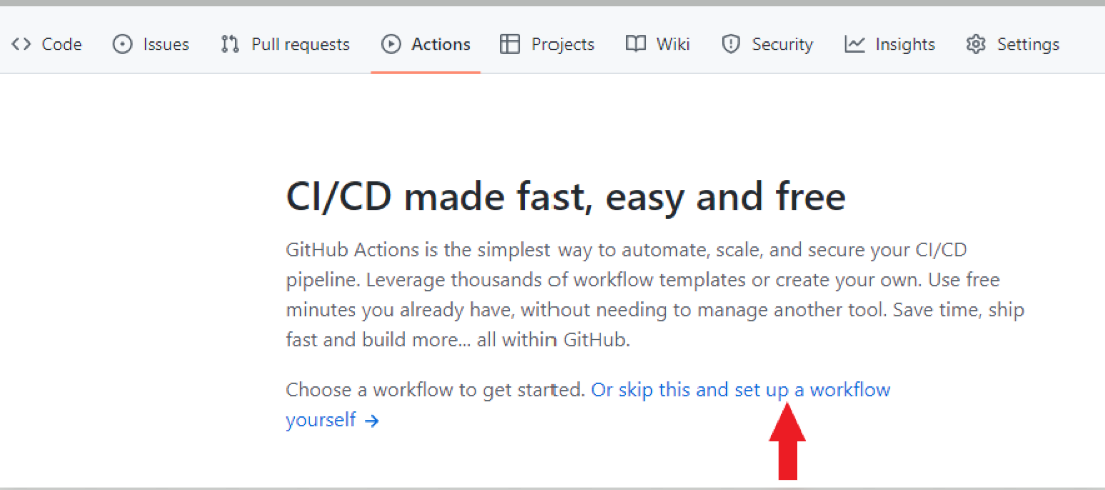 Code Issues Pull requests Actions Projects Wiki Security Insights Settings
CI/CD made fast, easy and free
GitHub Actions is the simplest way to automate, scale, and secure your CI/CD
pipeline. Leverage thousands of workflow templates or create your own. Use free
minutes you already have, without needing to manage another tool. Save time, ship
fast and build more... all within GitHub.
Choose a workflow to get started. Or skip this and set up a workflow
yourself →